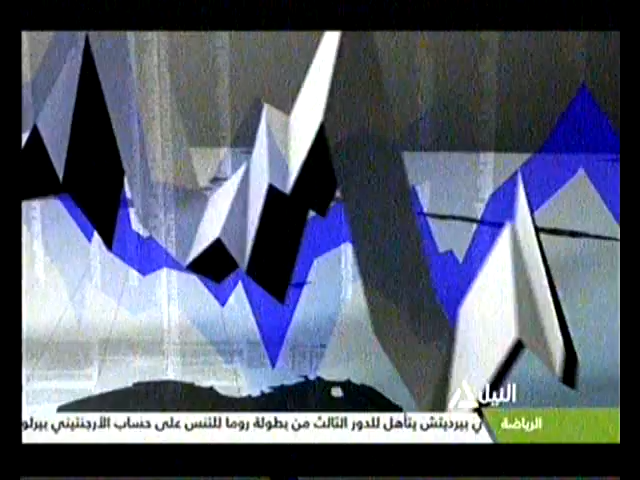 النيل
الرياضة
ي بيرديتش يتأهل للدور الثالث من بطولة روما للتنس على حساب الأرجنتيني بيرلو